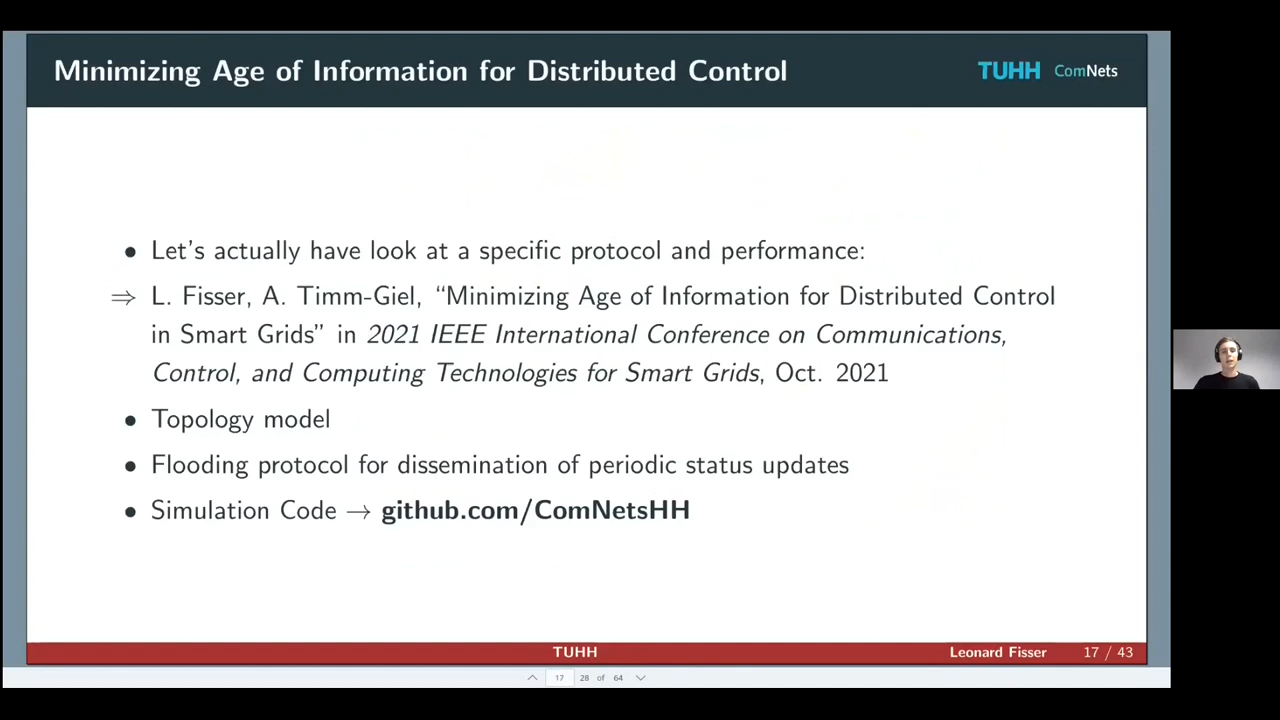 Minimizing Age of Information for Distributed Control
TUHH ComNets
• Let's actually have look at a specific protocol and performance:
⇒ L. Fisser, A. Timm-Giel, “Minimizing Age of Information for Distributed Control
in Smart Grids” in 2021 IEEE International Conference on Communications,
Control, and Computing Technologies for Smart Grids, Oct. 2021
• Topology model
• Flooding protocol for dissemination of periodic status updates
• Simulation Code → github.com/ComNetsHH
TUHH
Leonard Fisser
17 / 43
17 28 of 64